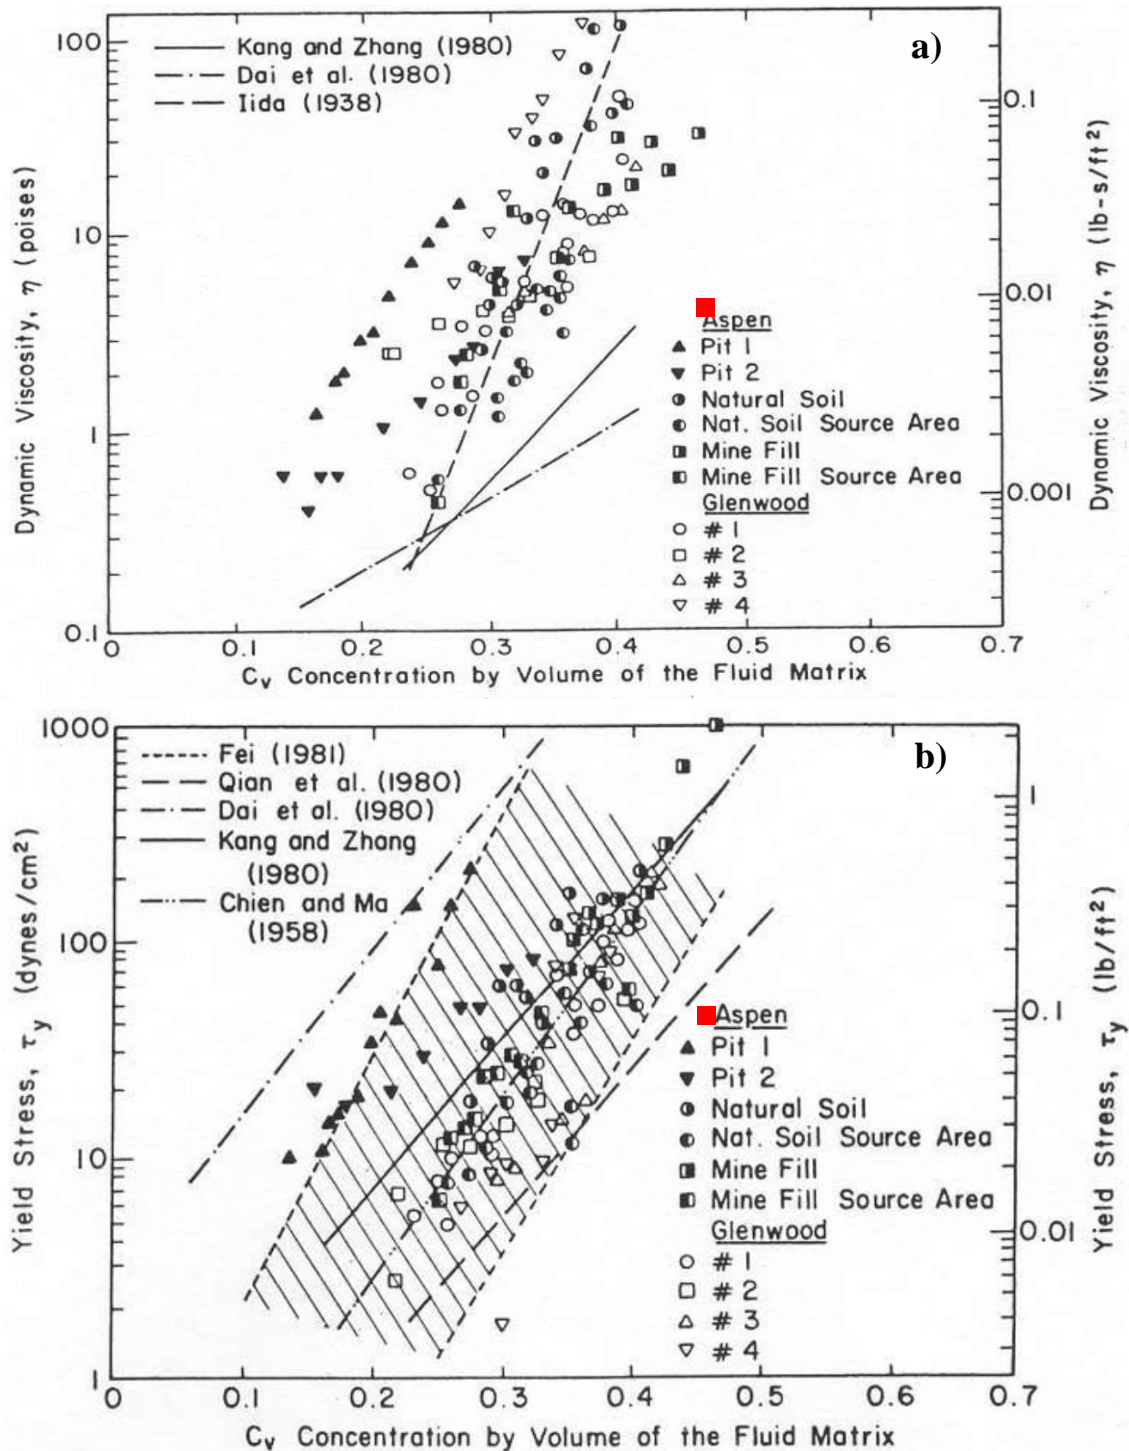 a)
Kang and Zhang (1980)
Dai et al. (1980)
Iida (1938)
100
10
1
0.1
Dynamic Viscosity, η (poises)
0.1
0.01
0.001
Dynamic Viscosity, η (lb-s/ft²)
Aspen
Pit 1
Pit 2
Natural Soil
Nat. Soil Source Area
Mine Fill
Mine Fill Source Area
Glenwood
# 1
# 2
# 3
# 4
0 0.1 0.2 0.3 0.4 0.5 0.6 0.7
Cv Concentration by Volume of the Fluid Matrix
b)
Fei (1981)
Qian et al. (1980)
Dai et al. (1980)
Kang and Zhang
(1980)
Chien and Ma
(1958)
1000
100
10
1
Yield Stress, τy (dynes/cm²)
1
0.1
0.01
Yield Stress, τy (lb/ft²)
Aspen
Pit 1
Pit 2
Natural Soil
Nat. Soil Source Area
Mine Fill
Mine Fill Source Area
Glenwood
# 1
# 2
# 3
# 4
0 0.1 0.2 0.3 0.4 0.5 0.6 0.7
Cv Concentration by Volume of the Fluid Matrix